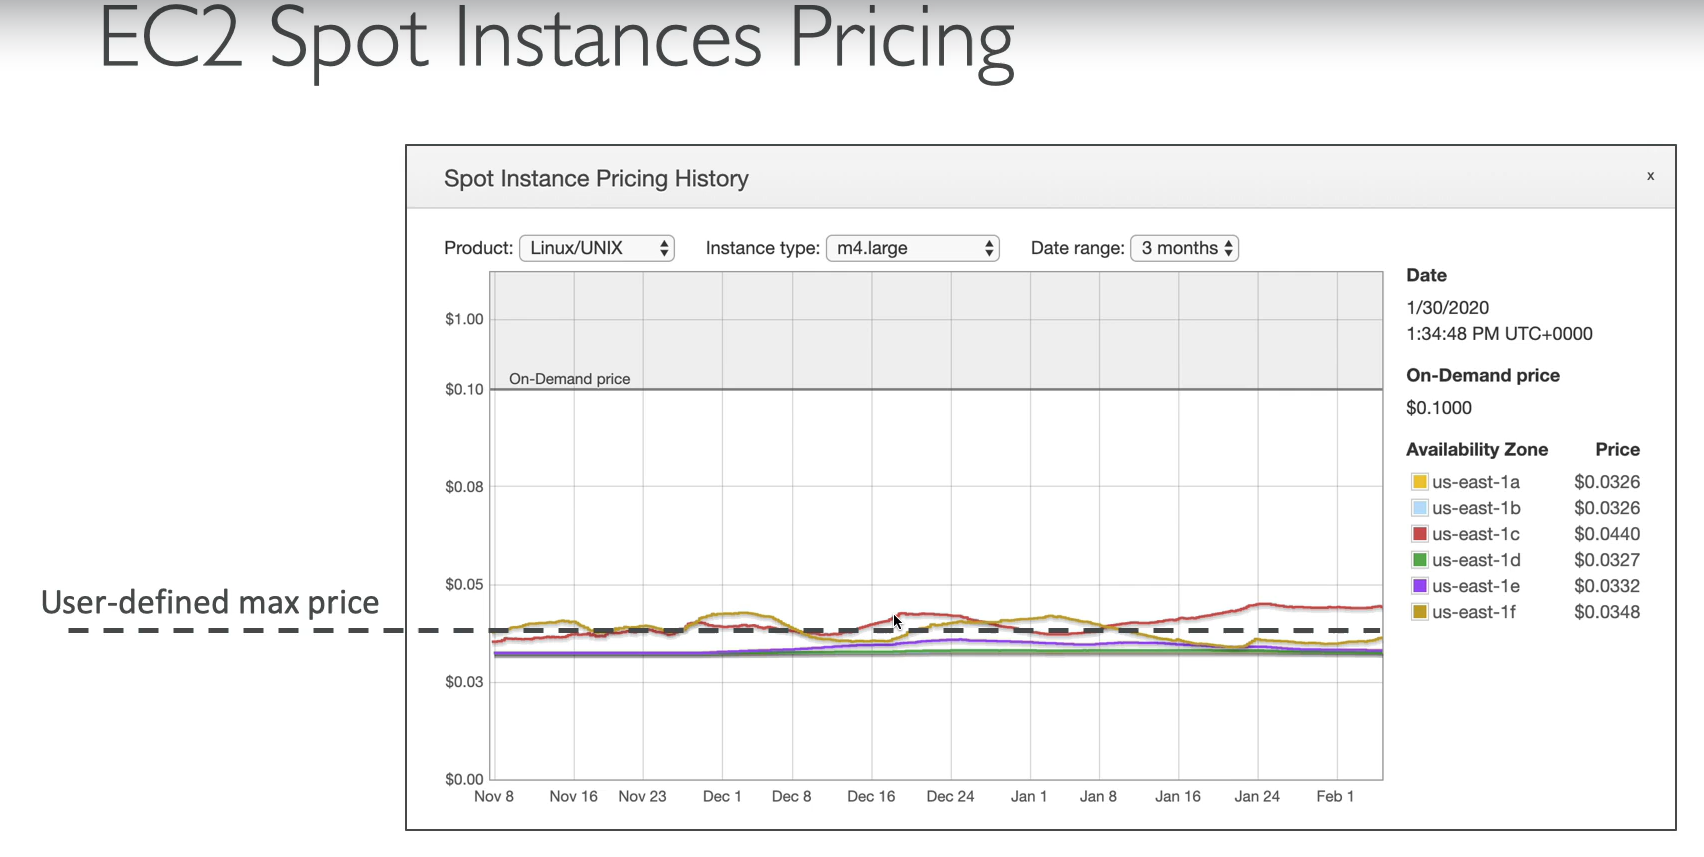 EC2 Spot Instances Pricing
Spot Instance Pricing History
x
Product: Linux/UNIX Instance type: m4.large Date range: 3 months
$1.00
On-Demand price
$0.10
$0.08
$0.05
$0.03
$0.00
Nov 8 Nov 16 Nov 23 Dec 1 Dec 8 Dec 16 Dec 24 Jan 1 Jan 8 Jan 16 Jan 24 Feb 1
User-defined max price
Date
1/30/2020
1:34:48 PM UTC+0000
On-Demand price
$0.1000
Availability Zone Price
us-east-1a $0.0326
us-east-1b $0.0326
us-east-1c $0.0440
us-east-1d $0.0327
us-east-1e $0.0332
us-east-1f $0.0348